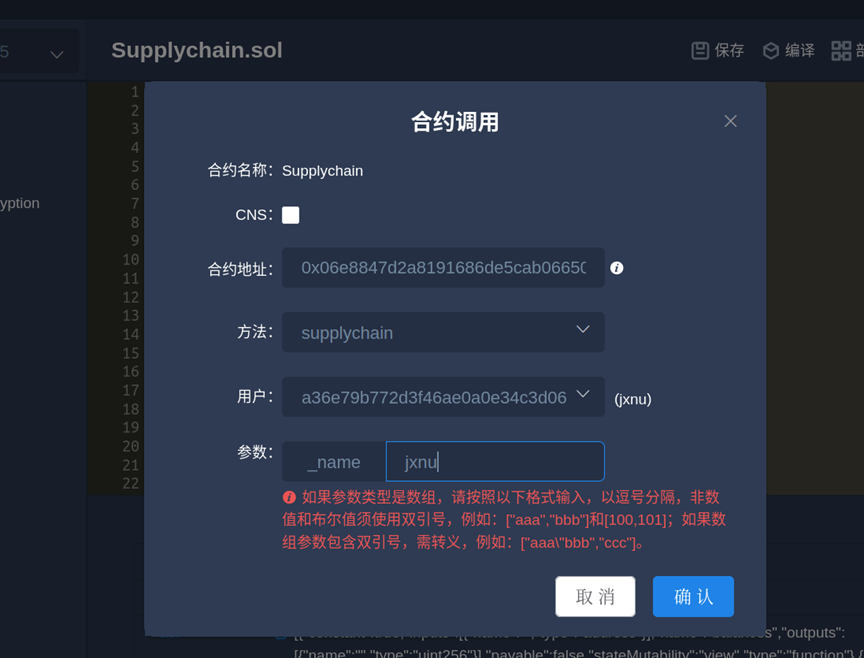 5
Supplychain.sol
保存
编译
部
yption
1
2
3
4
5
6
7
8
9
10
11
12
13
14
15
16
17
18
19
20
21
22
合约调用
合约名称： Supplychain
CNS：
合约地址： 0x06e8847d2a8191686de5cab06650
方法： supplychain
用户： a36e79b772d3f46ae0a0e34c3d06 (jxnu)
参数： _name jxnu
如果参数类型是数组，请按照以下格式输入，以逗号分隔，非数
值和布尔值须使用双引号，例如：["aaa","bbb"]和[100,101]；如果数
组参数包含双引号，需转义，例如：["aaa\"bbb","ccc"]。
取 消
确 认
","outputs":
[{"name":"","type":"uint256"}],"payable":false,"stateMutability":"view","type":"function"},